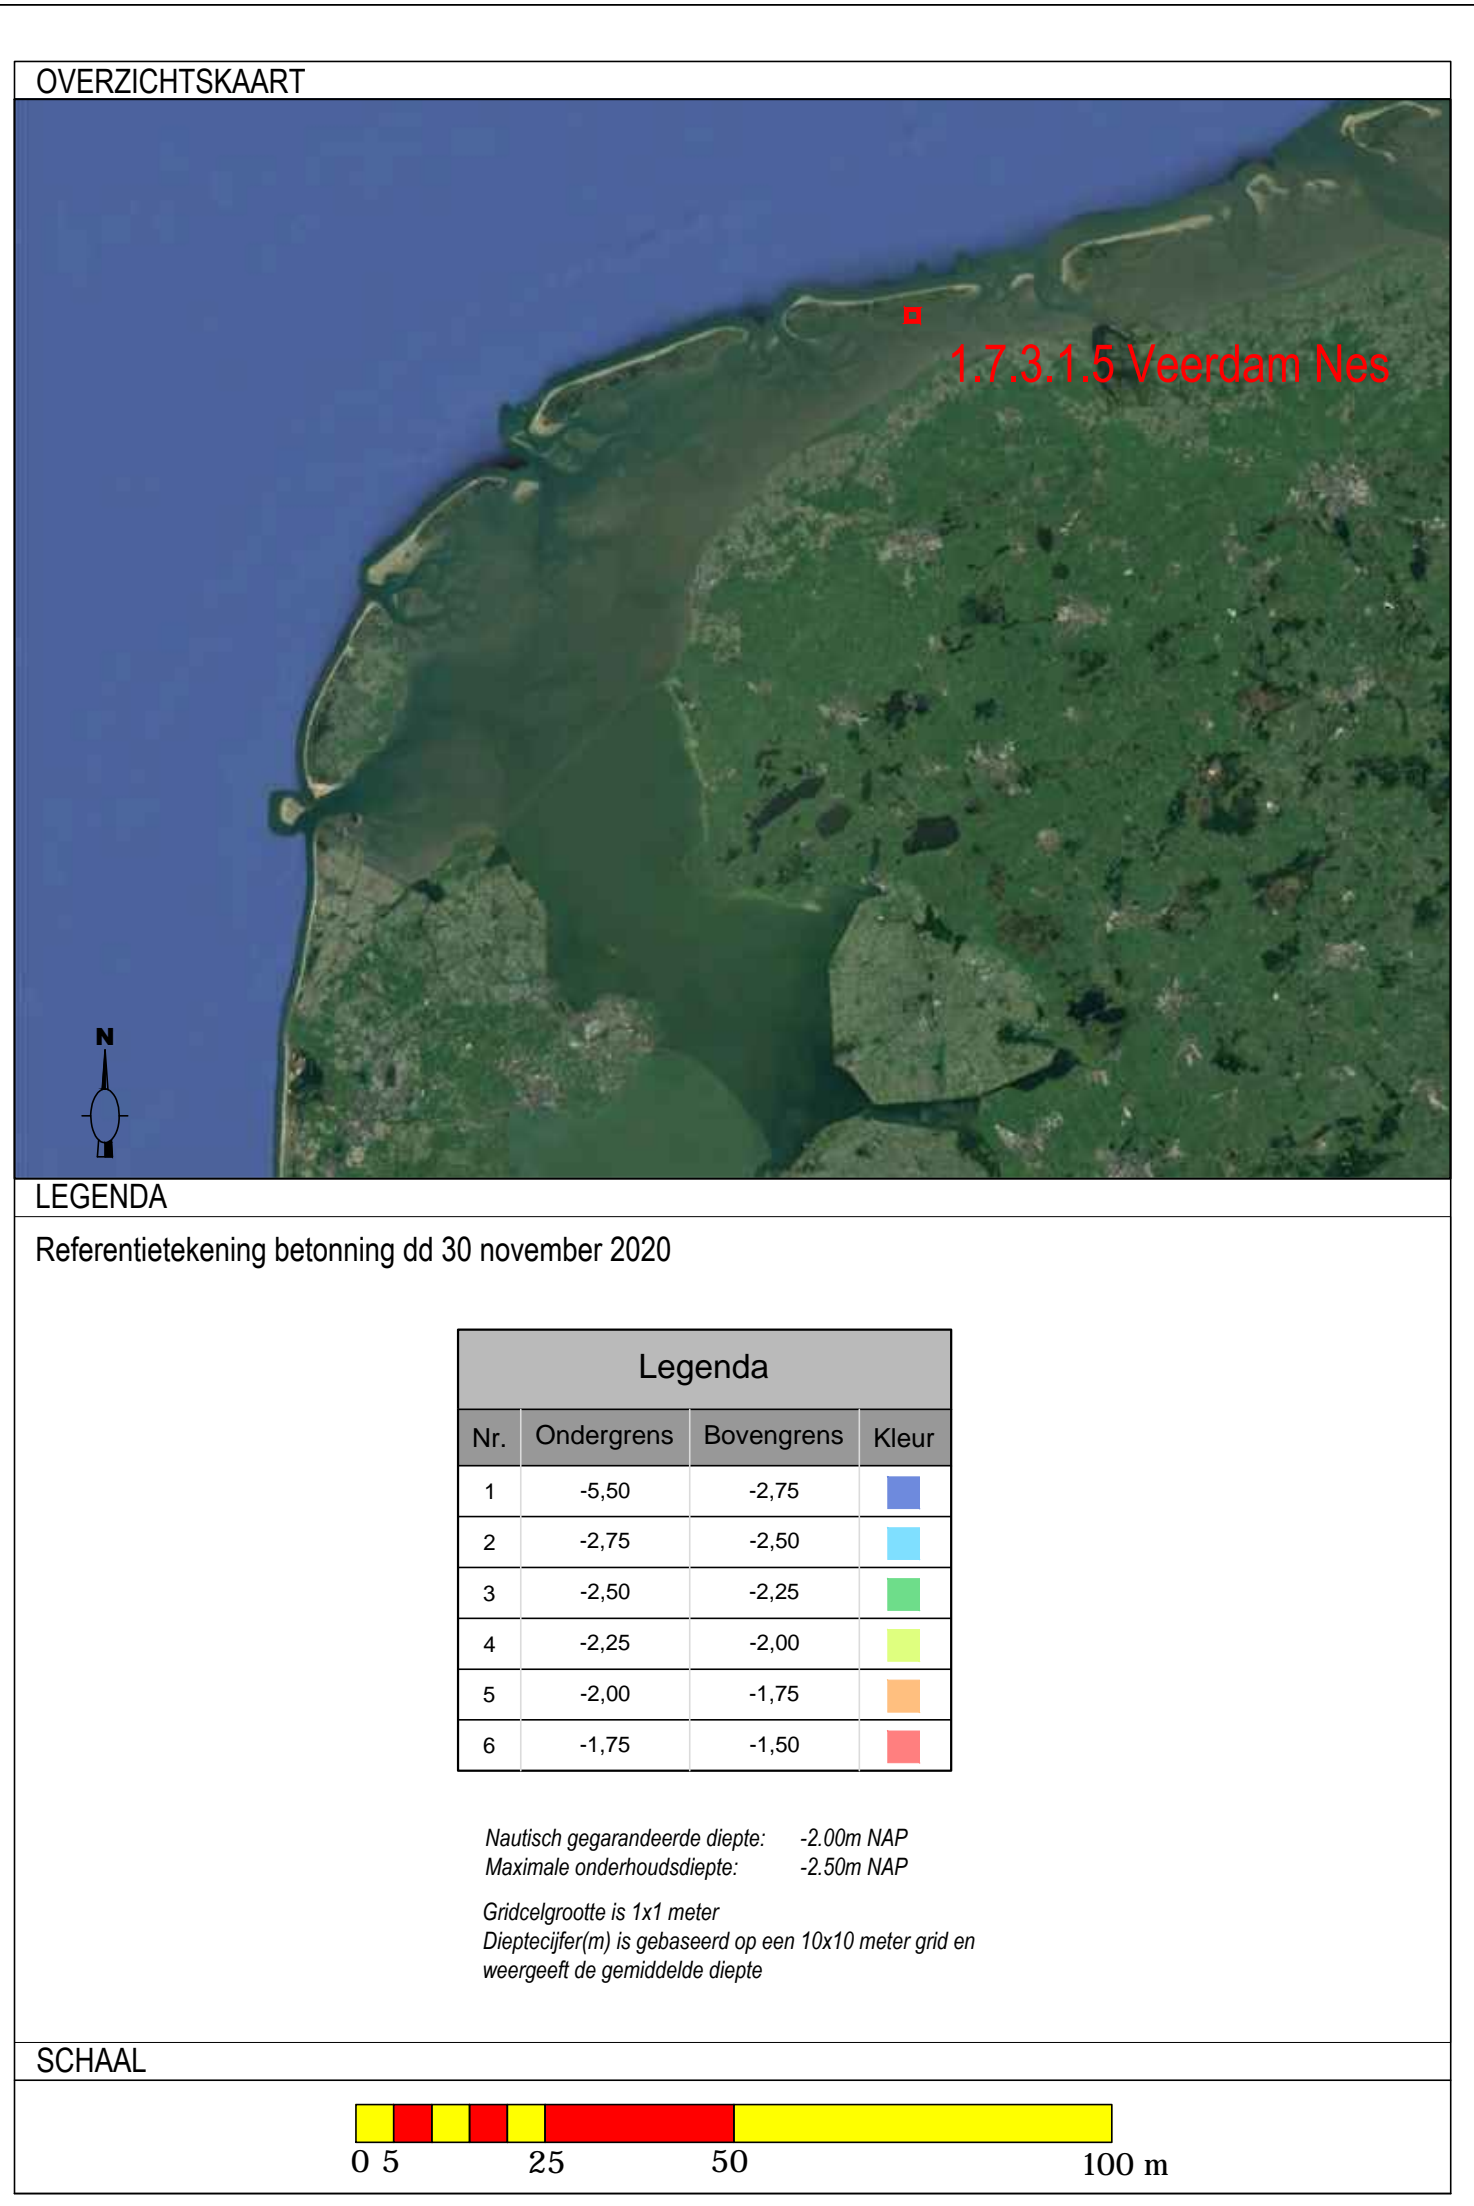 OVERZICHTSKAART
1.7.3.1.5 Veerdam Nes
N
LEGENDA
Referentietekening betonning dd 30 november 2020
Legenda
Nr. Ondergrens Bovengrens Kleur
1 -5,50 -2,75
2 -2,75 -2,50
3 -2,50 -2,25
4 -2,25 -2,00
5 -2,00 -1,75
6 -1,75 -1,50
Nautisch gegarandeerde diepte: -2.00m NAP
Maximale onderhoudsdiepte: -2.50m NAP
Gridcelgrootte is 1x1 meter
Dieptecijfer(m) is gebaseerd op een 10x10 meter grid en
weergeeft de gemiddelde diepte
SCHAAL
0 5 25 50 100 m